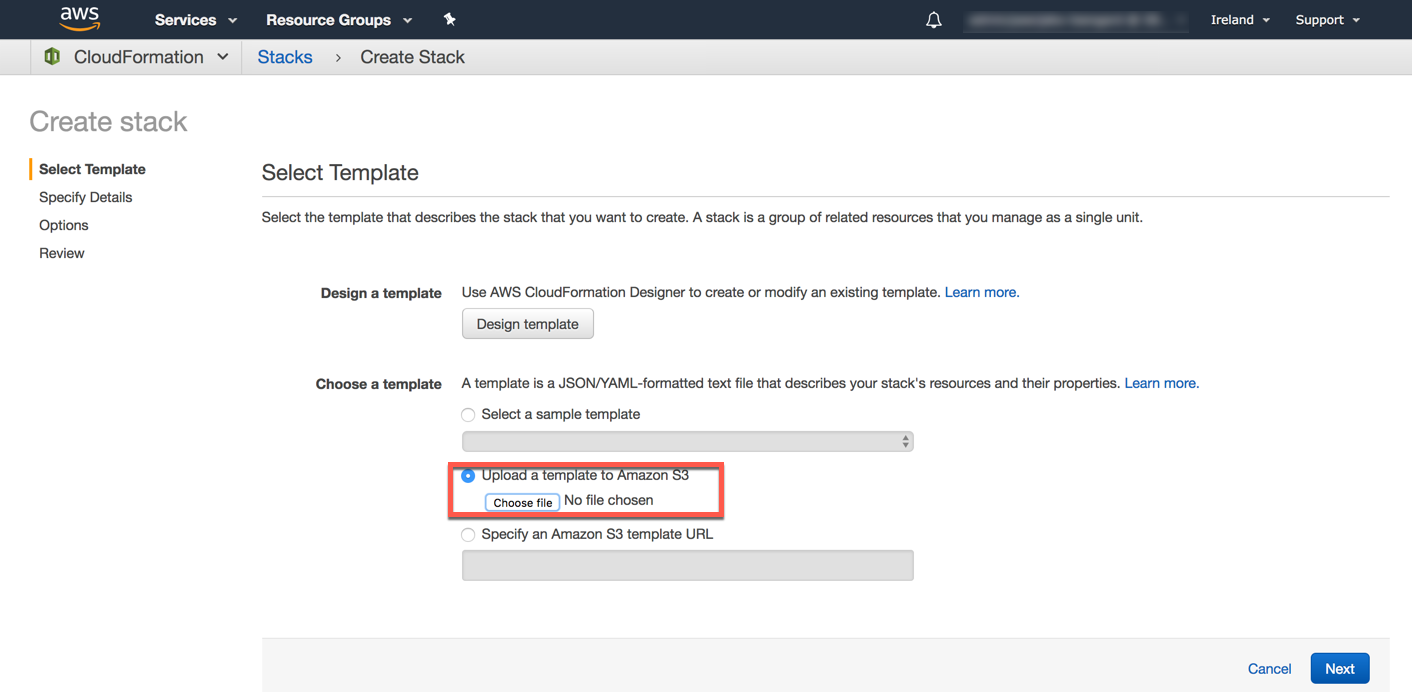 aws Services Resource Groups Ireland Support
CloudFormation Stacks › Create Stack
Create stack
Select Template
Specify Details
Options
Review
Select Template
Select the template that describes the stack that you want to create. A stack is a group of related resources that you manage as a single unit.
Design a template Use AWS CloudFormation Designer to create or modify an existing template. Learn more.
Design template
Choose a template A template is a JSON/YAML-formatted text file that describes your stack's resources and their properties. Learn more.
Select a sample template
Upload a template to Amazon S3
Choose file No file chosen
Specify an Amazon S3 template URL
Cancel Next